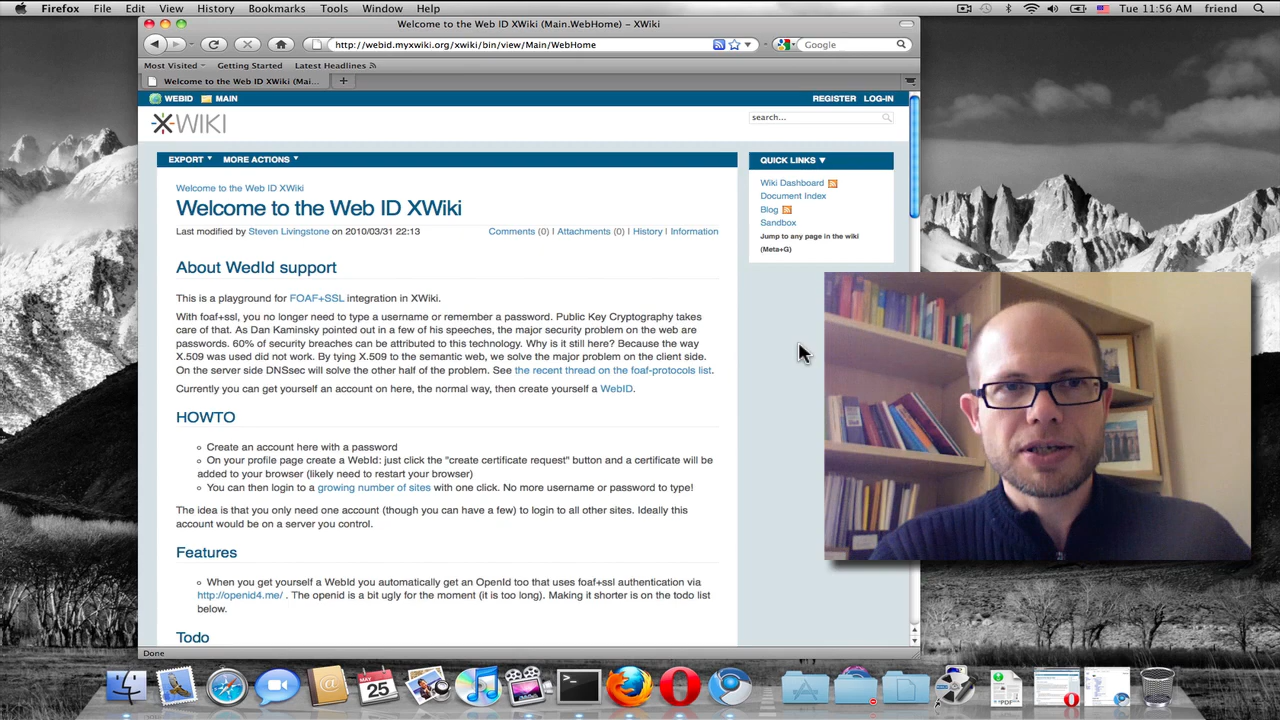 Firefox File Edit View History Bookmarks Tools Window Help Tue 11:56 AM friend
Welcome to the Web ID XWiki (Main.WebHome) – XWiki
http://webid.myxwiki.org/xwiki/bin/view/Main/WebHome Google
Most Visited Getting Started Latest Headlines
Welcome to the Web ID XWiki (Mai... +
WEBID MAIN REGISTER LOG-IN
XWIKI search...
EXPORT MORE ACTIONS QUICK LINKS
Welcome to the Web ID XWiki
Wiki Dashboard
Document Index
Blog
Sandbox
Jump to any page in the wiki
(Meta+G)
Welcome to the Web ID XWiki
Last modified by Steven Livingstone on 2010/03/31 22:13 Comments (0) | Attachments (0) | History | Information
About WedId support
This is a playground for FOAF+SSL integration in XWiki.
With foaf+ssl, you no longer need to type a username or remember a password. Public Key Cryptography takes
care of that. As Dan Kaminsky pointed out in a few of his speeches, the major security problem on the web are
passwords. 60% of security breaches can be attributed to this technology. Why is it still here? Because the way
X.509 was used did not work. By tying X.509 to the semantic web, we solve the major problem on the client side.
On the server side DNSsec will solve the other half of the problem. See the recent thread on the foaf-protocols list.
Currently you can get yourself an account on here, the normal way, then create yourself a WebID.
HOWTO
Create an account here with a password
On your profile page create a WebId: just click the "create certificate request" button and a certificate will be
added to your browser (likely need to restart your browser)
You can then login to a growing number of sites with one click. No more username or password to type!
The idea is that you only need one account (though you can have a few) to login to all other sites. Ideally this
account would be on a server you control.
Features
When you get yourself a WebId you automatically get an OpenId too that uses foaf+ssl authentication via
http://openid4.me/ . The openid is a bit ugly for the moment (it is too long). Making it shorter is on the todo list
below.
Todo
Done
MAY
25
PDF